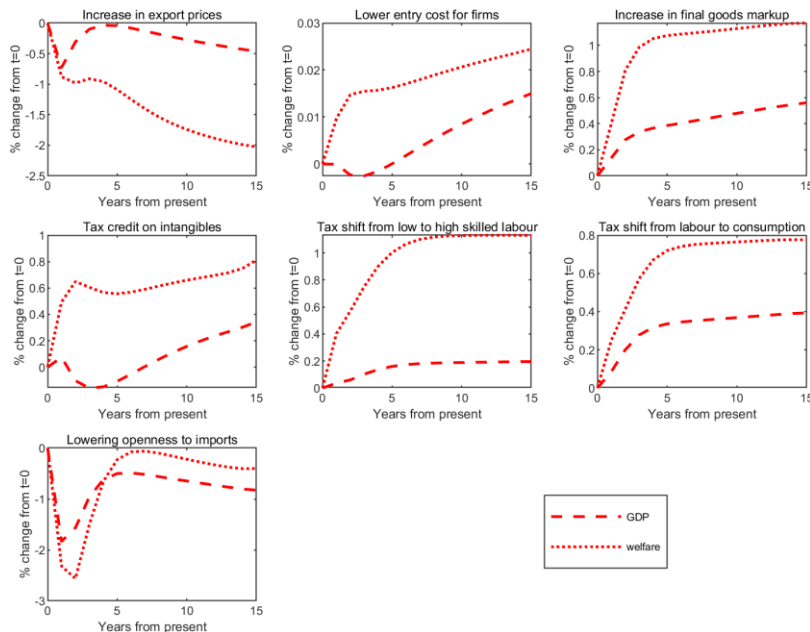 Increase in export prices
0
-0.5
-1
-1.5
-2
-2.5
% change from t=0
0 5 10 15
Years from present
Lower entry cost for firms
0.03
0.02
0.01
0
% change from t=0
0 5 10 15
Years from present
Increase in final goods markup
1
0.8
0.6
0.4
0.2
0
% change from t=0
0 5 10 15
Years from present
Tax credit on intangibles
1
0.8
0.6
0.4
0.2
0
% change from t=0
0 5 10 15
Years from present
Tax shift from low to high skilled labour
1
0.8
0.6
0.4
0.2
0
% change from t=0
0 5 10 15
Years from present
Tax shift from labour to consumption
0.8
0.6
0.4
0.2
0
% change from t=0
0 5 10 15
Years from present
Lowering openness to imports
0
-1
-2
-3
% change from t=0
0 5 10 15
Years from present
GDP
welfare